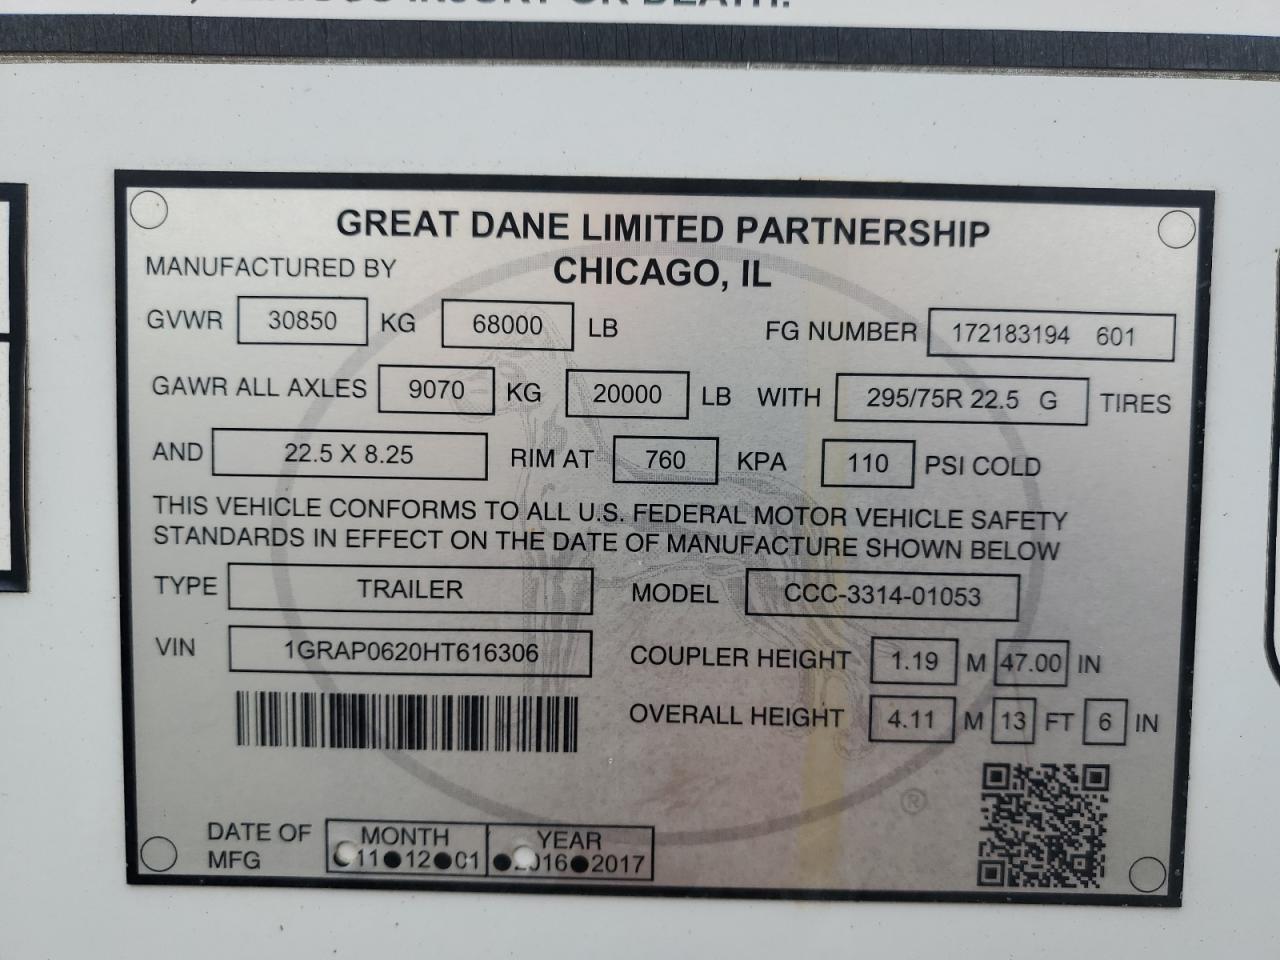 INJURY OR DEATH.
GREAT DANE LIMITED PARTNERSHIP
MANUFACTURED BY CHICAGO, IL
GVWR 30850 KG 68000 LB FG NUMBER 172183194 601
GAWR ALL AXLES 9070 KG 20000 LB WITH 295/75R 22.5 G TIRES
AND 22.5 X 8.25 RIM AT 760 KPA 110 PSI COLD
THIS VEHICLE CONFORMS TO ALL U.S. FEDERAL MOTOR VEHICLE SAFETY
STANDARDS IN EFFECT ON THE DATE OF MANUFACTURE SHOWN BELOW
TYPE TRAILER MODEL CCC-3314-01053
VIN 1GRAP0620HT616306 COUPLER HEIGHT 1.19 M 47.00 IN
OVERALL HEIGHT 4.11 M 13 FT 6 IN
®
DATE OF MFG MONTH YEAR
11 12 01 2016 2017